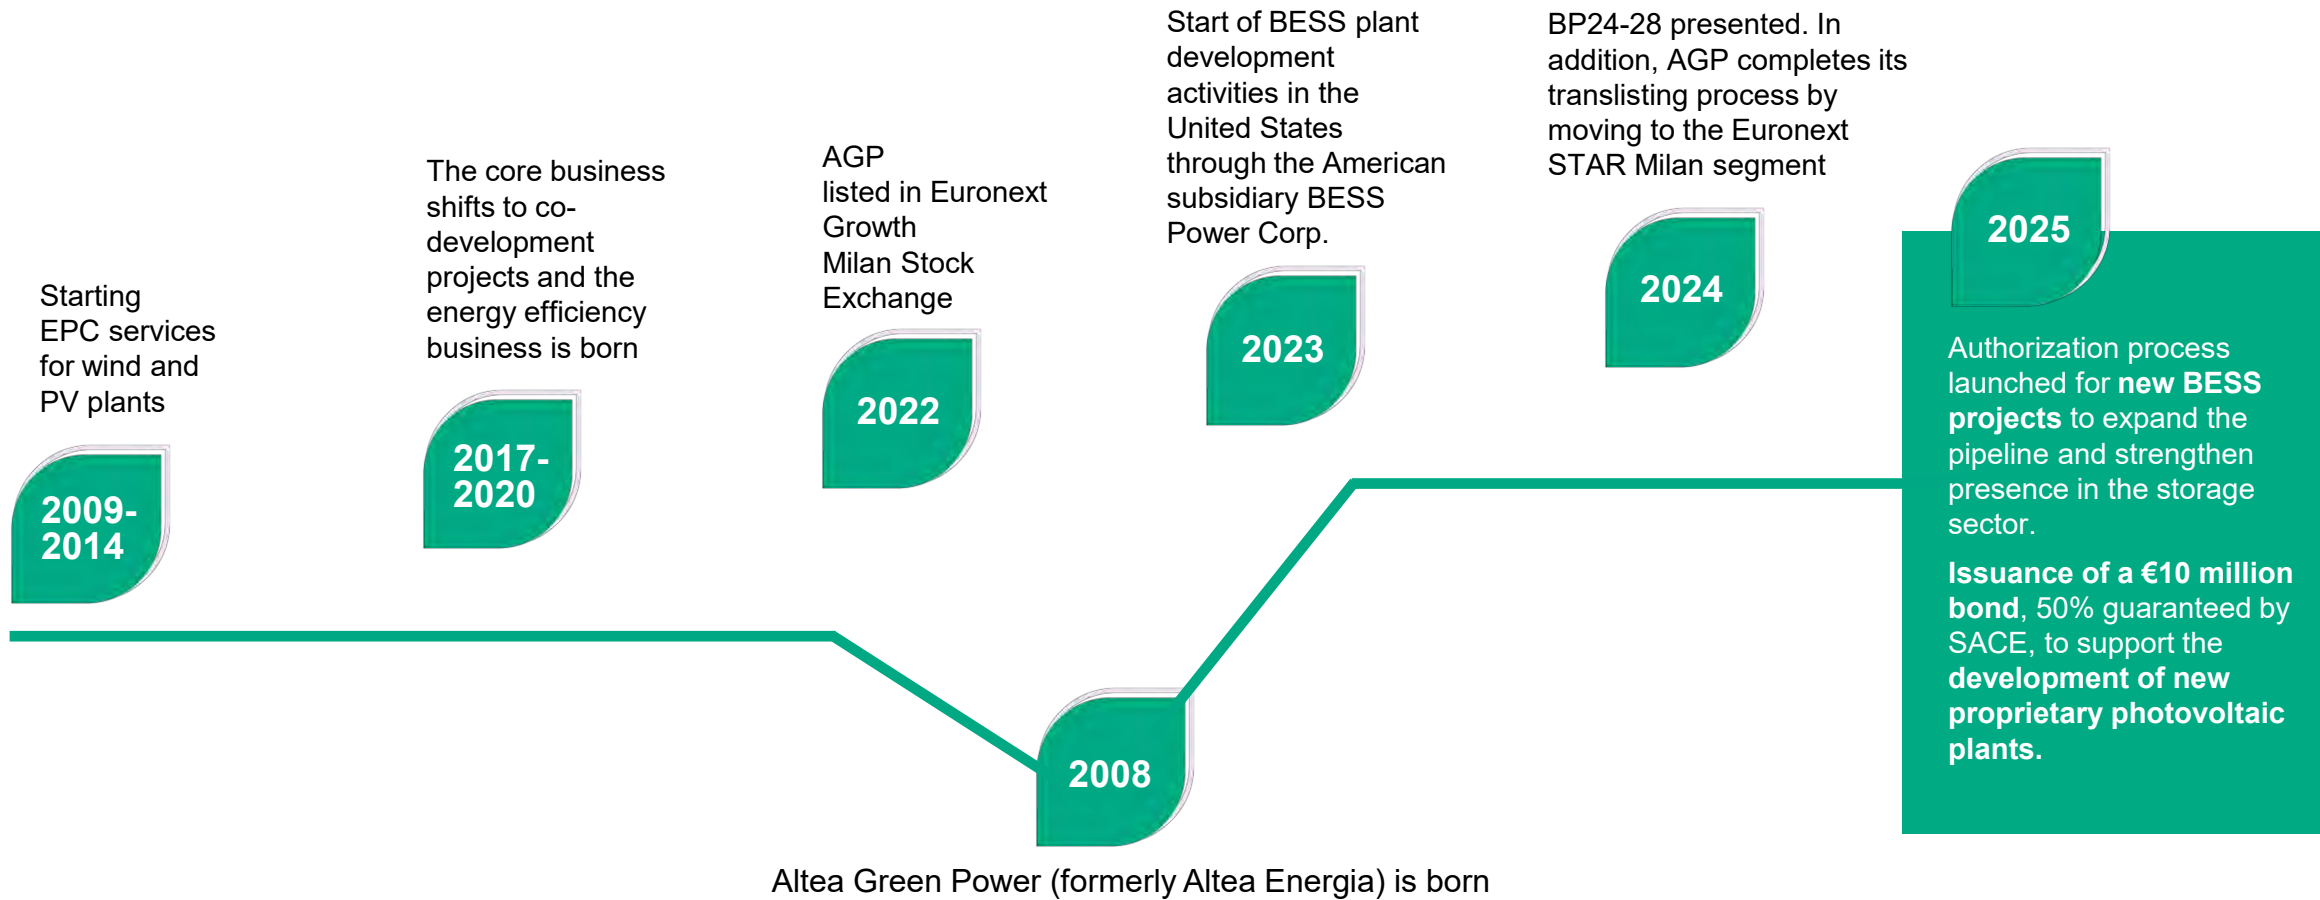 Starting
EPC services
for wind and
PV plants
2009-
2014
The core business
shifts to co-
development
projects and the
energy efficiency
business is born
2017-
2020
AGP
listed in Euronext
Growth
Milan Stock
Exchange
2022
Start of BESS plant
development
activities in the
United States
through the American
subsidiary BESS
Power Corp.
2023
BP24-28 presented. In
addition, AGP completes its
translisting process by
moving to the Euronext
STAR Milan segment
2024
2025
Authorization process
launched for new BESS
projects to expand the
pipeline and strengthen
presence in the storage
sector.
Issuance of a €10 million
bond, 50% guaranteed by
SACE, to support the
development of new
proprietary photovoltaic
plants.
2008
Altea Green Power (formerly Altea Energia) is born